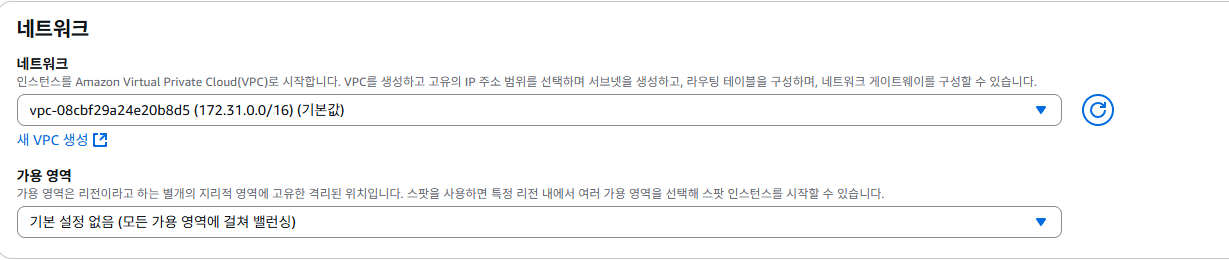 네트워크
네트워크
인스턴스를 Amazon Virtual Private Cloud(VPC)로 시작합니다. VPC를 생성하고 고유의 IP 주소 범위를 선택하며 서브넷을 생성하고, 라우팅 테이블을 구성하며, 네트워크 게이트웨이를 구성할 수 있습니다.
vpc-08cbf29a24e20b8d5 (172.31.0.0/16) (기본값)
새 VPC 생성
가용 영역
가용 영역은 리전이라고 하는 별개의 지리적 영역에 고유한 격리된 위치입니다. 스팟을 사용하면 특정 리전 내에서 여러 가용 영역을 선택해 스팟 인스턴스를 시작할 수 있습니다.
기본 설정 없음 (모든 가용 영역에 걸쳐 밸런싱)